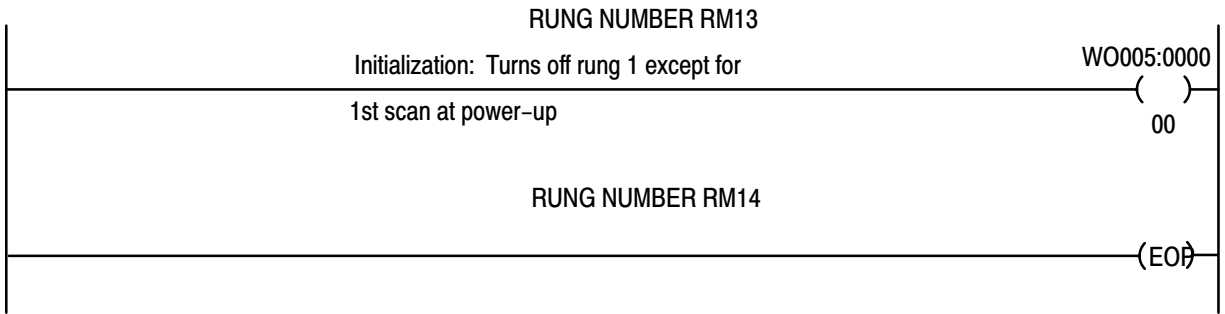 RUNG NUMBER RM13
Initialization: Turns off rung 1 except for
WO005:0000
1st scan at power-up
00
RUNG NUMBER RM14
EOP